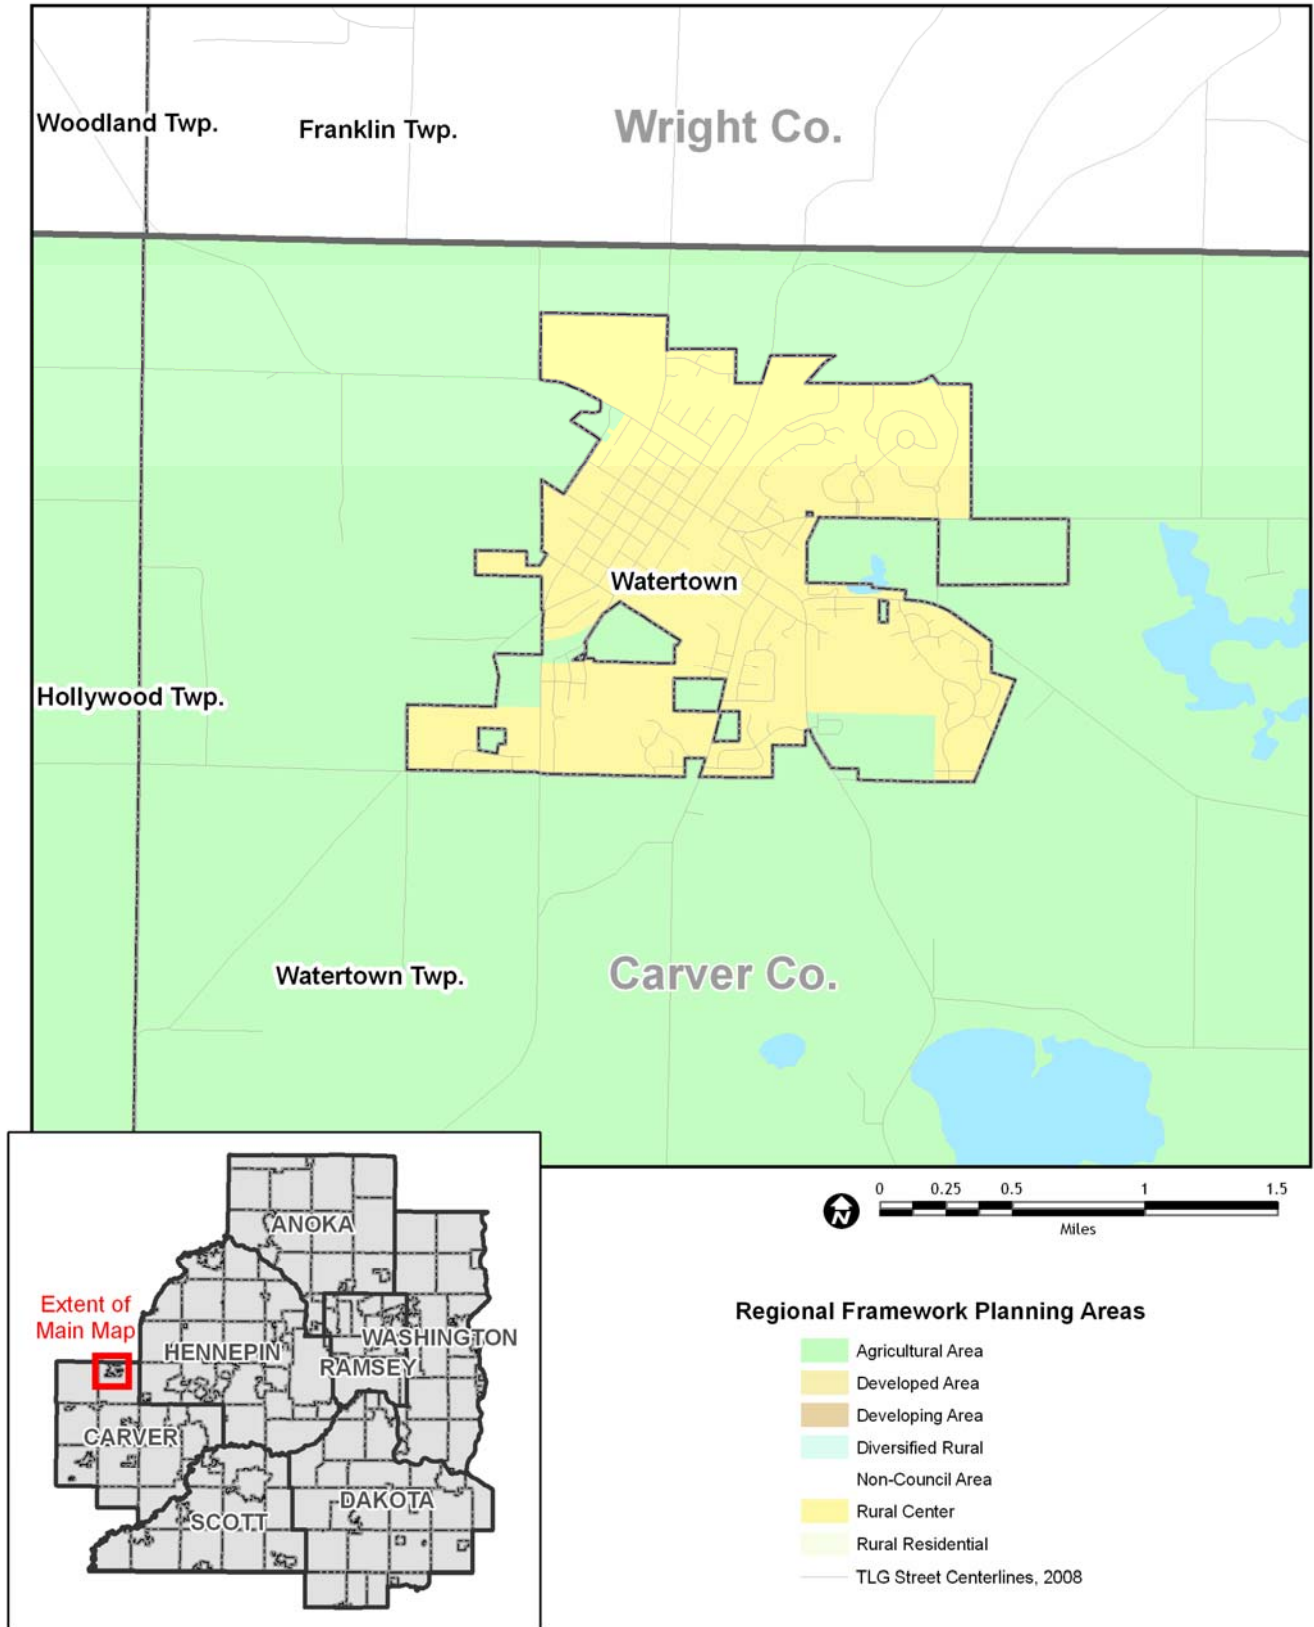 Woodland Twp.
Franklin Twp.
Wright Co.
Watertown
Hollywood Twp.
Watertown Twp.
Carver Co.
ANOKA
Extent of
Main Map
HENNEPIN
WASHINGTON
RAMSEY
CARVER
DAKOTA
SCOTT
N
0 0.25 0.5 1 1.5
Miles
Regional Framework Planning Areas
Agricultural Area
Developed Area
Developing Area
Diversified Rural
Non-Council Area
Rural Center
Rural Residential
TLG Street Centerlines, 2008